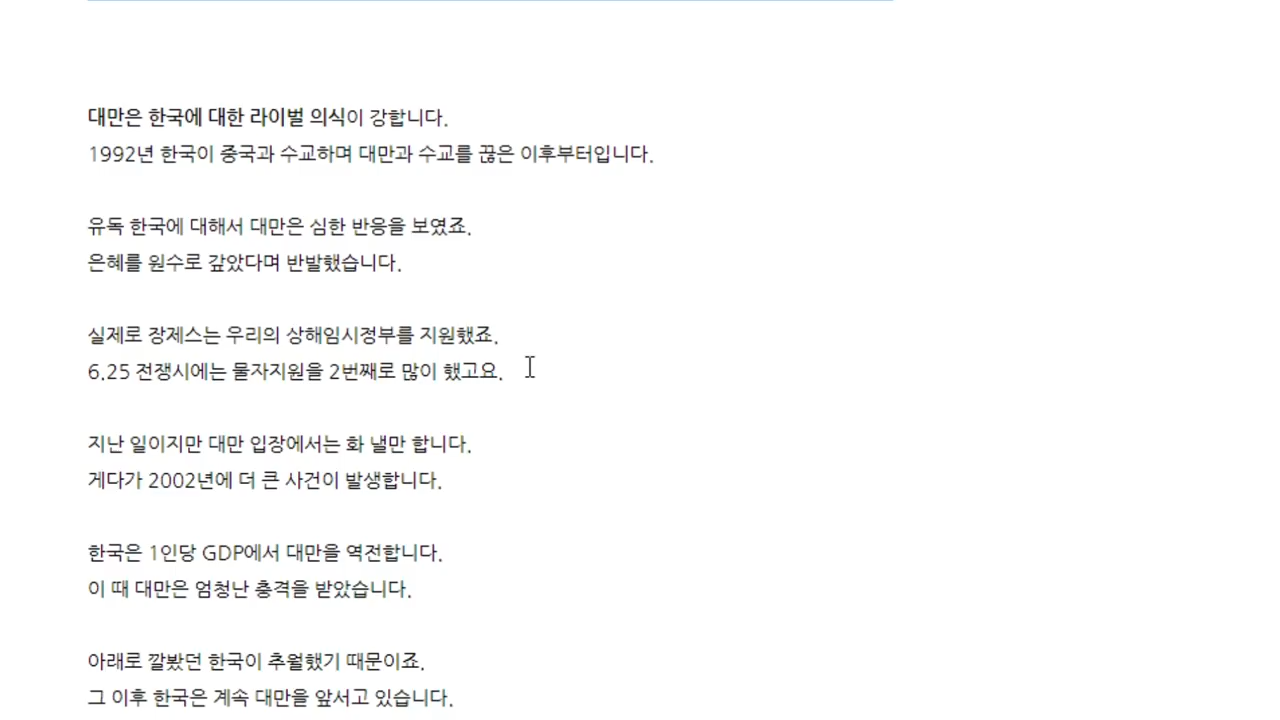 대만은 한국에 대한 라이벌 의식이 강합니다.
1992년 한국이 중국과 수교하며 대만과 수교를 끊은 이후부터입니다.
유독 한국에 대해서 대만은 심한 반응을 보였죠.
은혜를 원수로 갚았다며 반발했습니다.
실제로 장제스는 우리의 상해임시정부를 지원했죠.
6.25 전쟁시에는 물자지원을 2번째로 많이 했고요.
지난 일이지만 대만 입장에서는 화 낼만 합니다.
게다가 2002년에 더 큰 사건이 발생합니다.
한국은 1인당 GDP에서 대만을 역전합니다.
이 때 대만은 엄청난 충격을 받았습니다.
아래로 깔봤던 한국이 추월했기 때문이죠.
그 이후 한국은 계속 대만을 앞서고 있습니다.